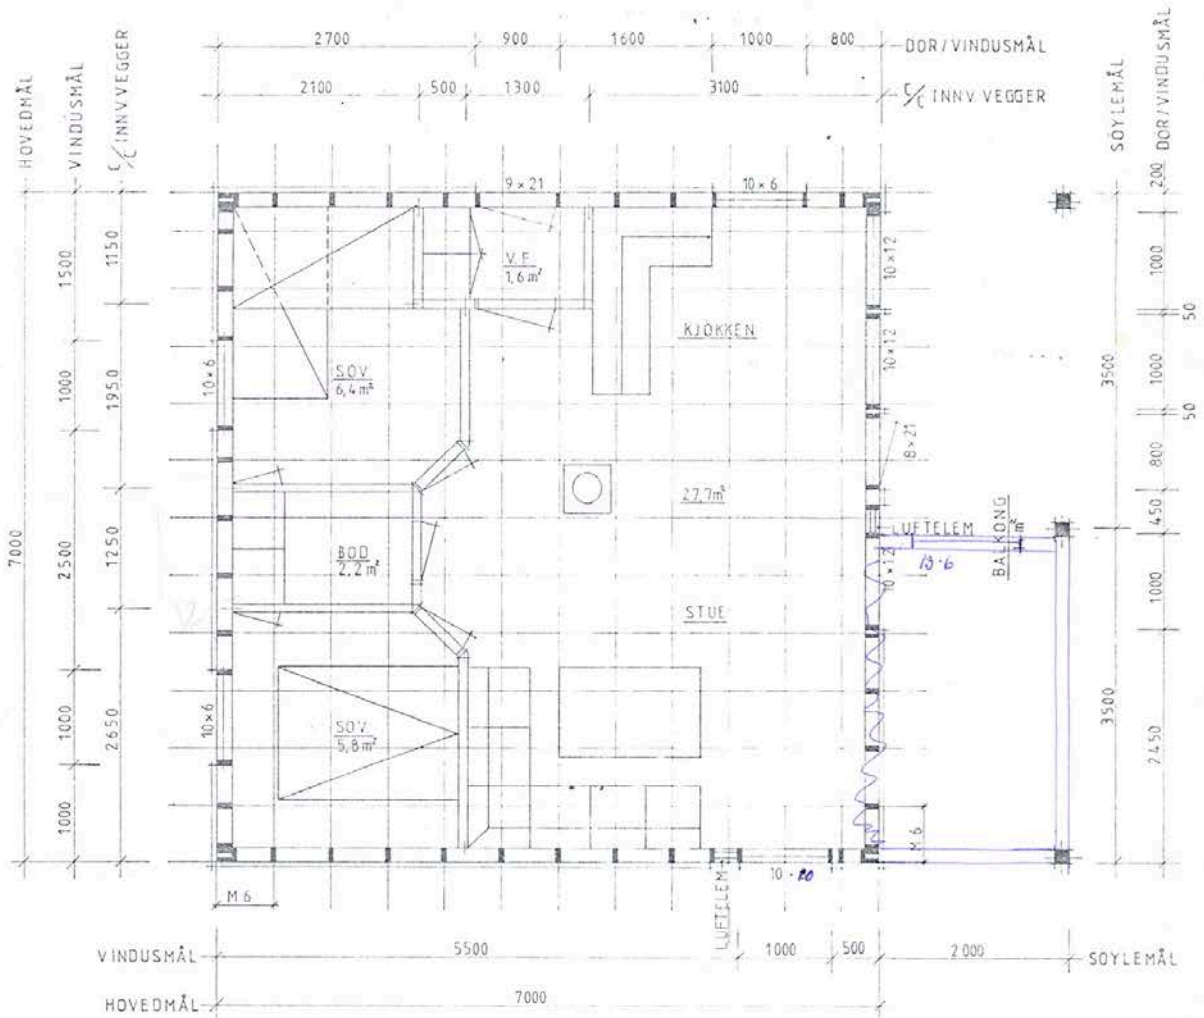 2700 900 1600 1000 800 DØR/VINDUSMÅL
2100 500 1300 3100 C/C INNV VEGGER
HOVEDMÅL
VINDUSMÅL
C/C INNV VEGGER
SÖYLEMÅL
DØR/VINDUSMÅL
7000
1500
1000
2500
1000
1000
1150
1950
1250
2650
9 × 21
10 × 6
V.F.
1,6 m²
KJØKKEN
10×12
10×12
10×6
SOV
6,4 m²
8×21
27,7m²
BOD
2,2 m²
LUFTELEM
BALKONG
m²
13·6
10×12
STUE
10×6
SOV
5,8 m²
M 6
M 6
LUFTELEM
10 · 20
3500
3500
200
1000
50
1000
50
800
450
1000
2450
VINDUSMÅL 5500 1000 500 2000 SÖYLEMÅL
HOVEDMÅL 7000